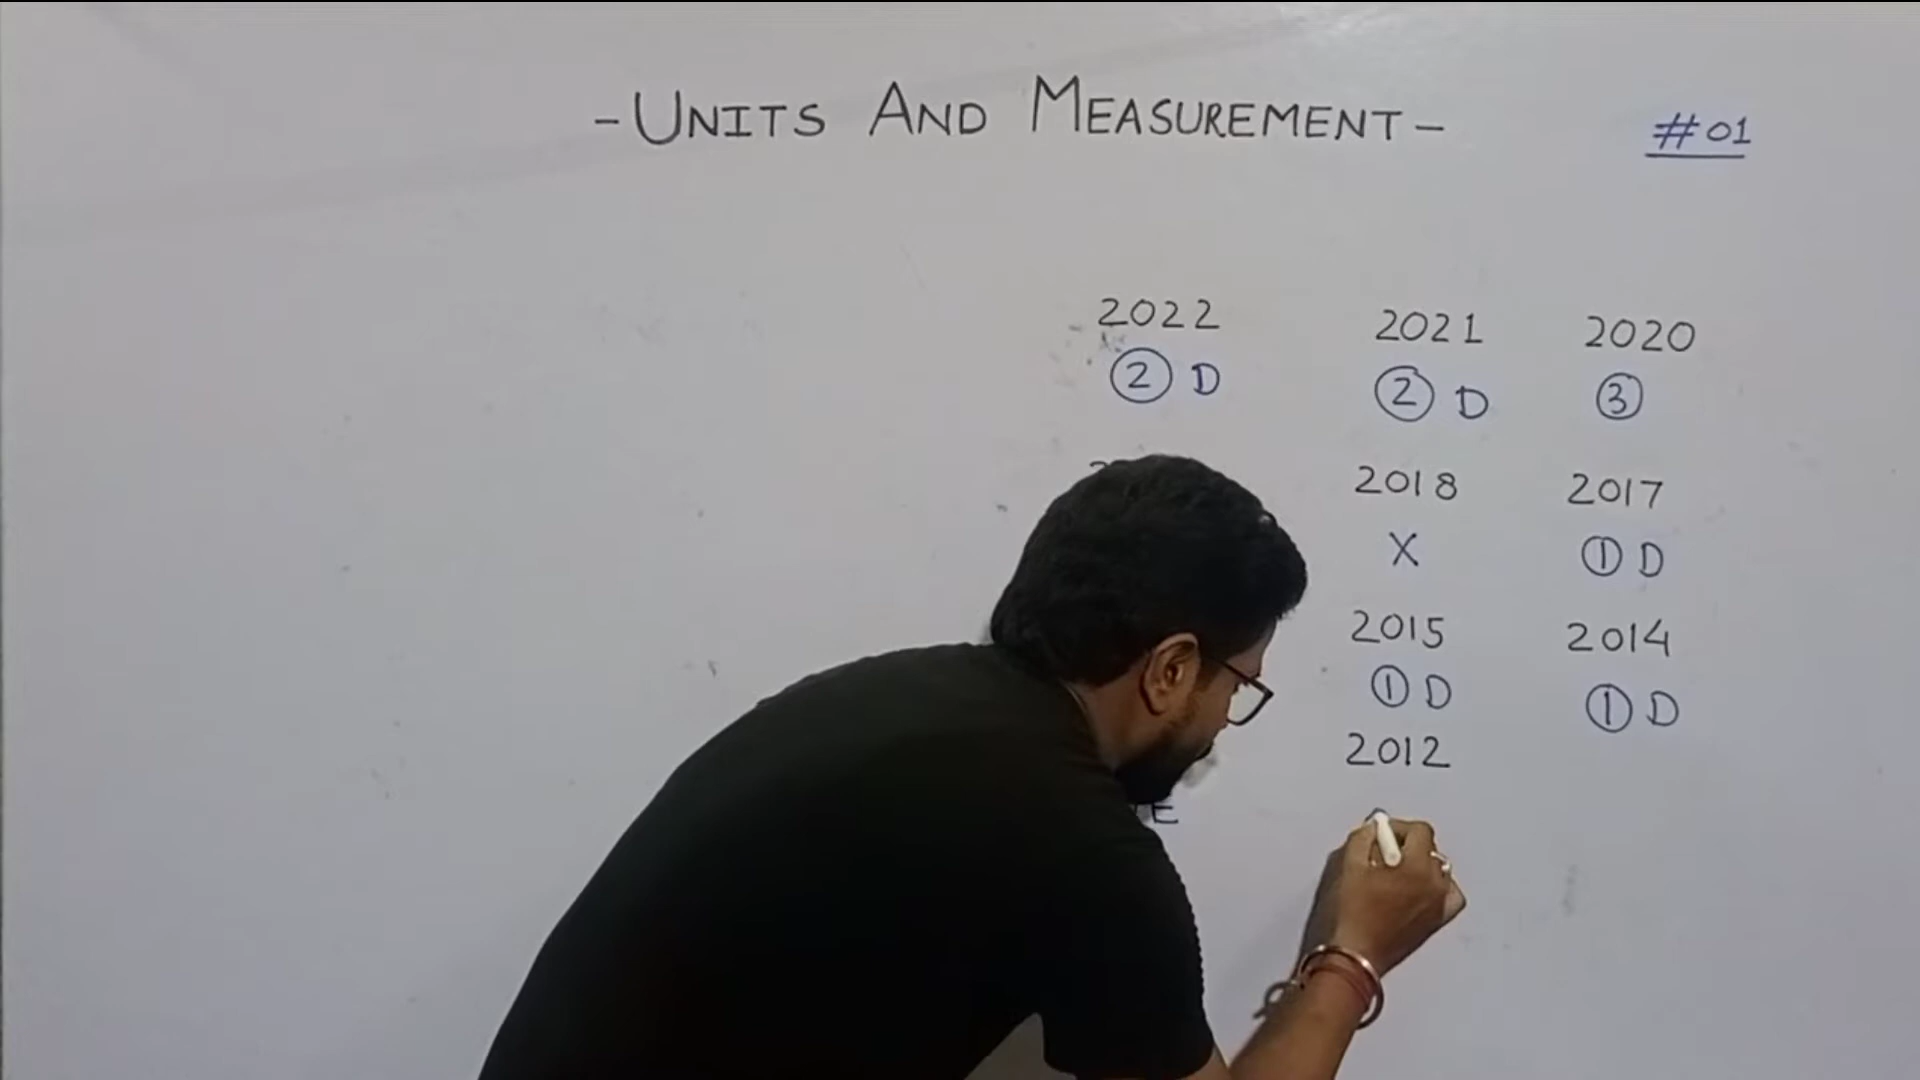 - UNITS AND MEASUREMENT - #01
2022 2021 2020
② D ② D ③
2018 2017
X ① D
2015 2014
① D ① D
2012
E